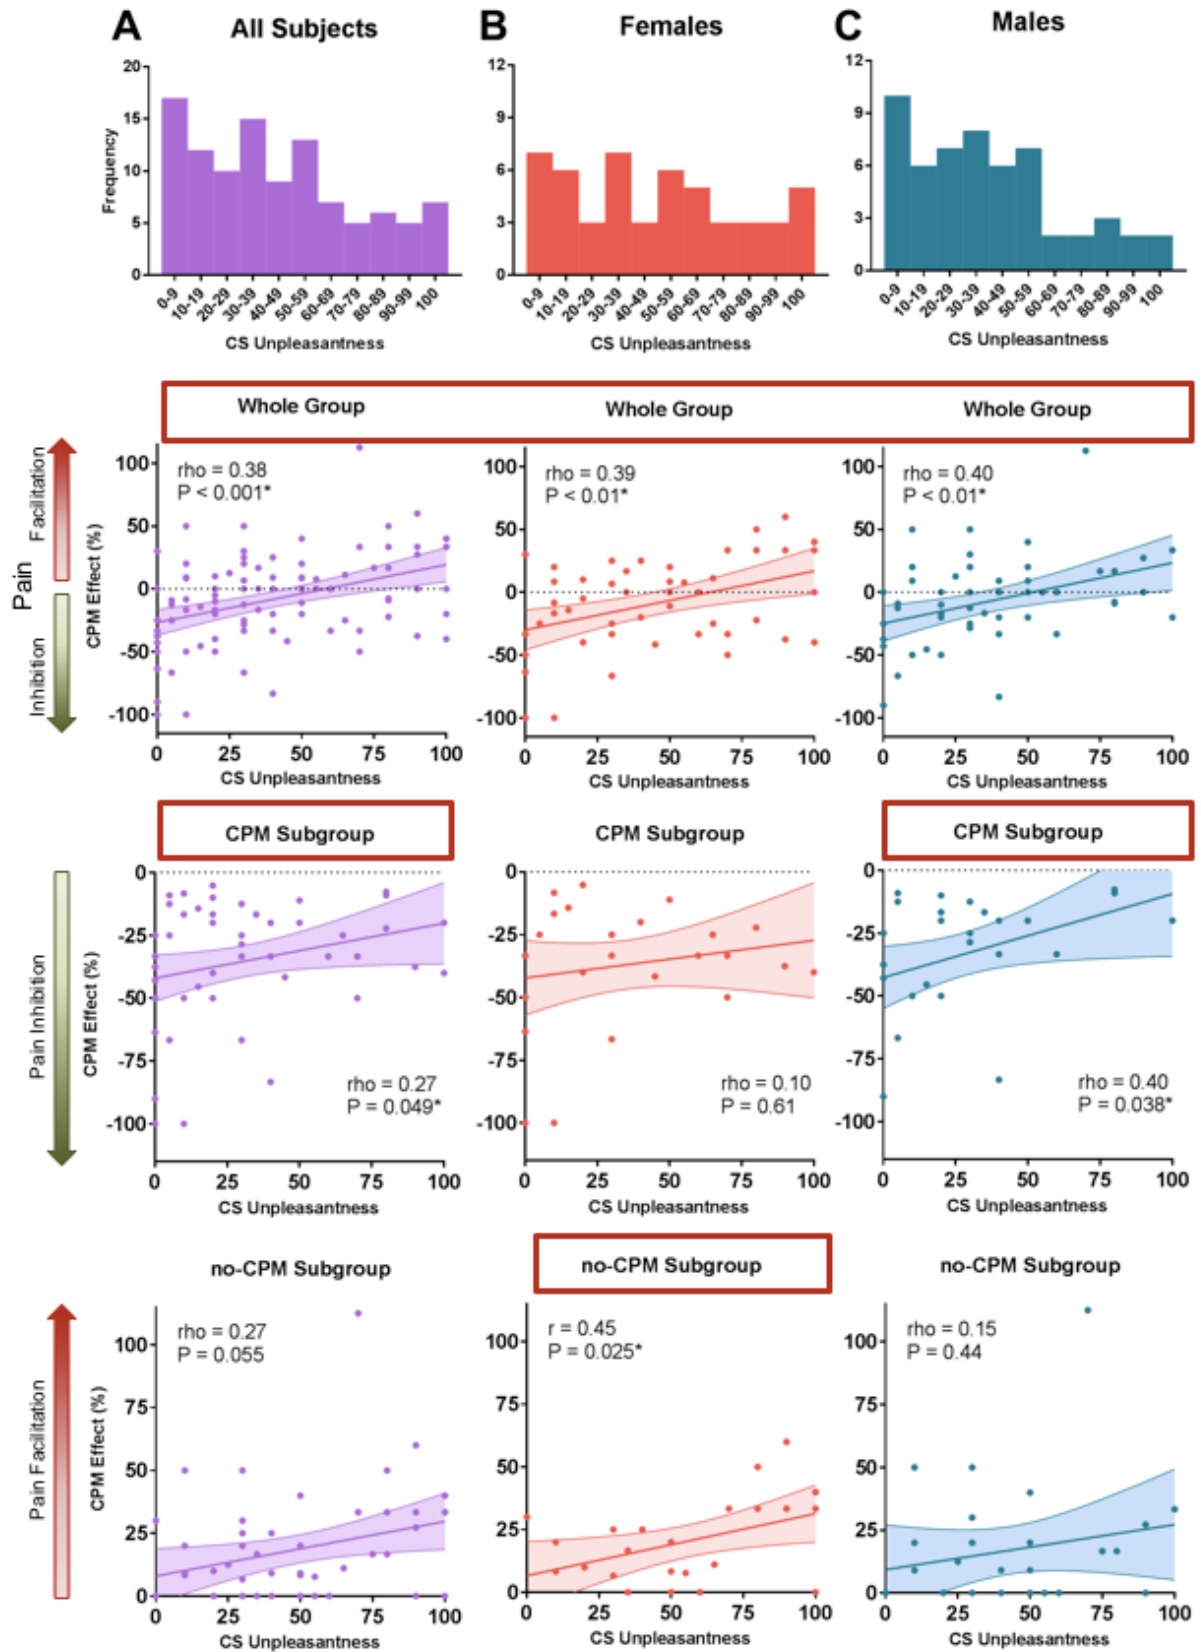 A All Subjects
B Females
C Males
20
15
10
5
0
Frequency
0-9 10-19 20-29 30-39 40-49 50-59 60-69 70-79 80-89 90-99 100
CS Unpleasantness
12
9
6
3
0
0-9 10-19 20-29 30-39 40-49 50-59 60-69 70-79 80-89 90-99 100
CS Unpleasantness
12
9
6
3
0
0-9 10-19 20-29 30-39 40-49 50-59 60-69 70-79 80-89 90-99 100
CS Unpleasantness
Pain
Facilitation
Inhibition
CPM Effect (%)
Whole Group
rho = 0.38
P < 0.001*
100
50
0
-50
-100
0 25 50 75 100
CS Unpleasantness
Whole Group
rho = 0.39
P < 0.01*
100
50
0
-50
-100
0 25 50 75 100
CS Unpleasantness
Whole Group
rho = 0.40
P < 0.01*
100
50
0
-50
-100
0 25 50 75 100
CS Unpleasantness
Pain Inhibition
CPM Effect (%)
CPM Subgroup
0
-25
-50
-75
-100
rho = 0.27
P = 0.049*
0 25 50 75 100
CS Unpleasantness
CPM Subgroup
0
-25
-50
-75
-100
rho = 0.10
P = 0.61
0 25 50 75 100
CS Unpleasantness
CPM Subgroup
0
-25
-50
-75
-100
rho = 0.40
P = 0.038*
0 25 50 75 100
CS Unpleasantness
Pain Facilitation
CPM Effect (%)
no-CPM Subgroup
rho = 0.27
P = 0.055
100
75
50
25
0
0 25 50 75 100
CS Unpleasantness
no-CPM Subgroup
r = 0.45
P = 0.025*
100
75
50
25
0
0 25 50 75 100
CS Unpleasantness
no-CPM Subgroup
rho = 0.15
P = 0.44
100
75
50
25
0
0 25 50 75 100
CS Unpleasantness